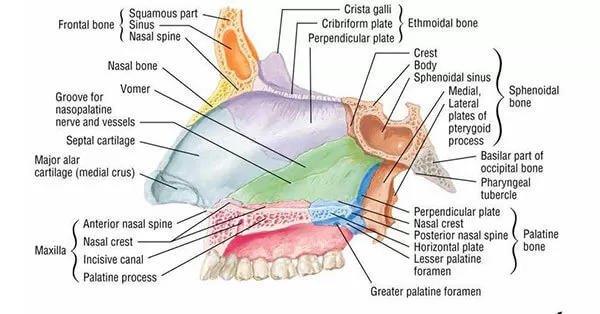 Frontal bone
Squamous part
Sinus
Nasal spine
Nasal bone
Vomer
Groove for
nasopalatine
nerve and vessels
Septal cartilage
Major alar
cartilage (medial crus)
Maxilla
Anterior nasal spine
Nasal crest
Incisive canal
Palatine process
Crista galli
Cribriform plate
Perpendicular plate
Ethmoidal bone
Crest
Body
Sphenoidal sinus
Medial,
Lateral
plates of
pterygoid
process
Sphenoidal
bone
Basilar part of
occipital bone
Pharyngeal
tubercle
Perpendicular plate
Nasal crest
Posterior nasal spine
Horizontal plate
Lesser palatine
foramen
Palatine
bone
Greater palatine foramen